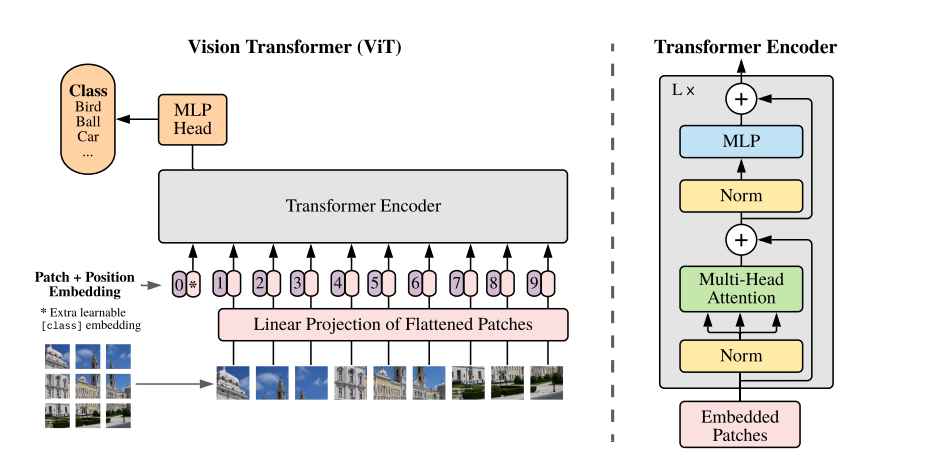 Vision Transformer (ViT)
Class
Bird
Ball
Car
...
MLP
Head
Transformer Encoder
Patch + Position
Embedding
0 * 1 2 3 4 5 6 7 8 9
* Extra learnable
[class] embedding
Linear Projection of Flattened Patches
Transformer Encoder
L x
+
MLP
Norm
+
Multi-Head
Attention
Norm
Embedded
Patches